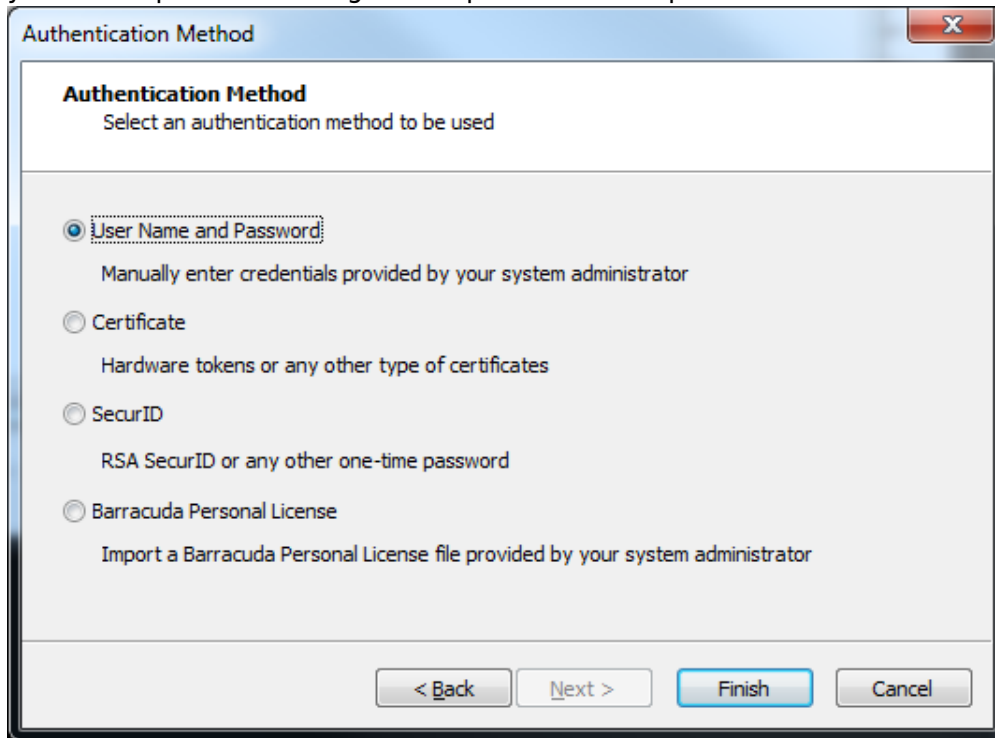 Authentication Method
X
Authentication Method
Select an authentication method to be used
User Name and Password
Manually enter credentials provided by your system administrator
Certificate
Hardware tokens or any other type of certificates
SecurID
RSA SecurID or any other one-time password
Barracuda Personal License
Import a Barracuda Personal License file provided by your system administrator
< Back Next > Finish Cancel